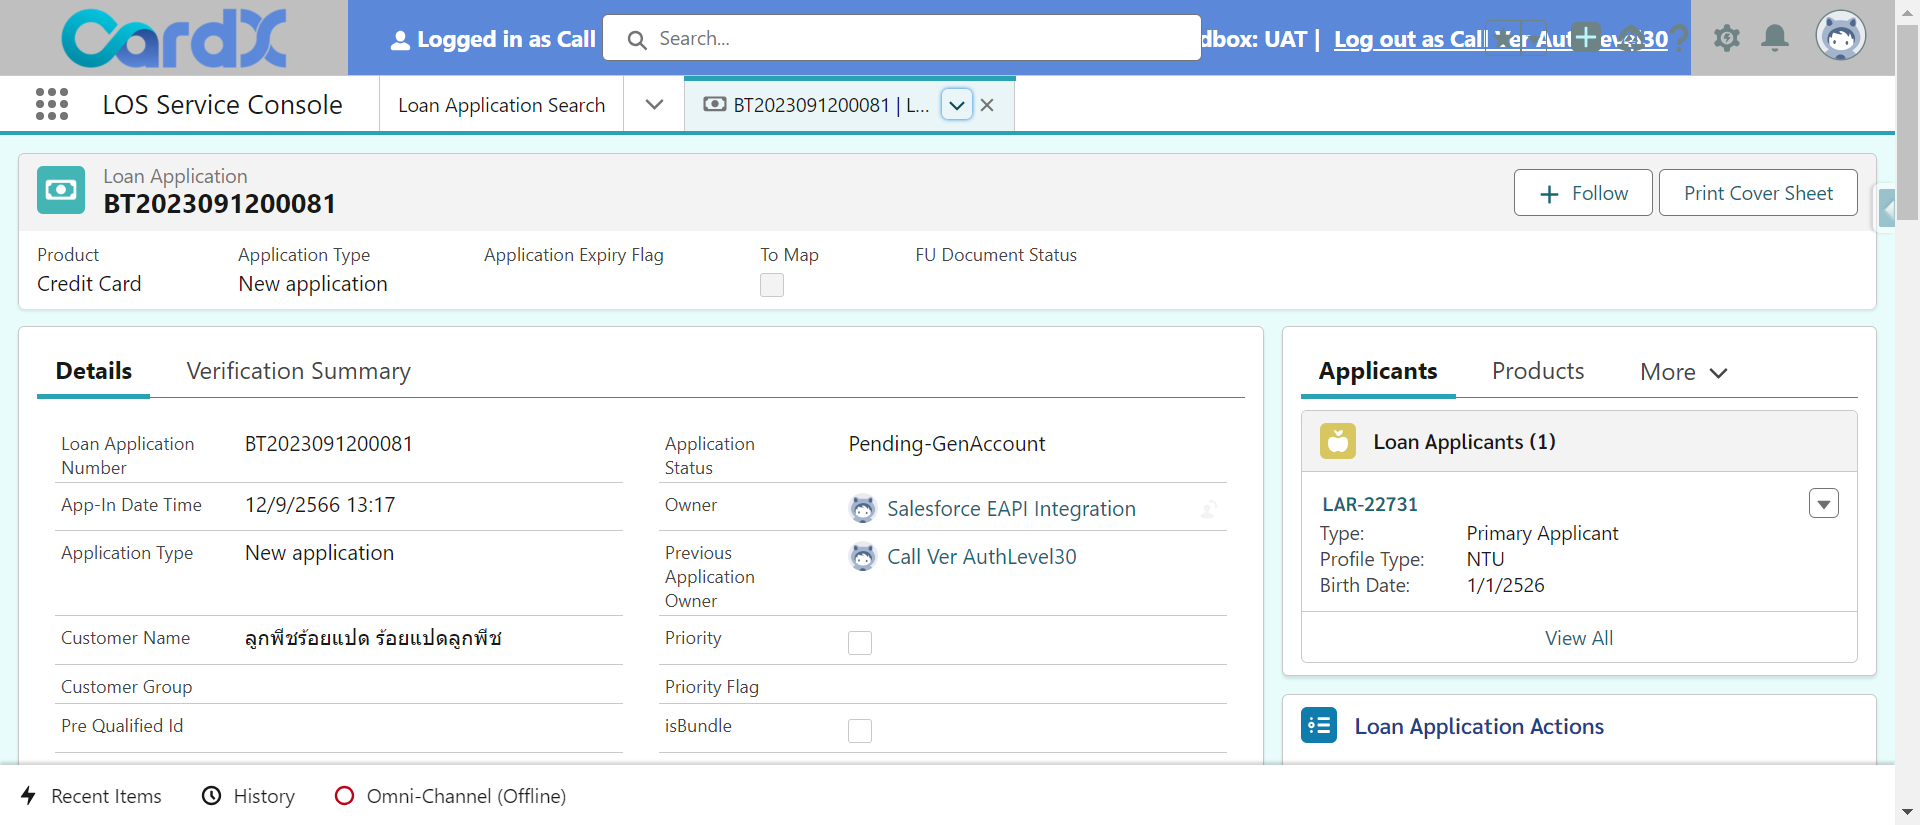 CardX
Logged in as Call
Search...
dbox: UAT |
Log out as Call Ver AuthLevel30
LOS Service Console
Loan Application Search
BT2023091200081 | L...
Loan Application
BT2023091200081
Follow
Print Cover Sheet
Product
Credit Card
Application Type
New application
Application Expiry Flag
To Map
FU Document Status
Details
Verification Summary
Loan Application
Number
BT2023091200081
Application
Status
Pending-GenAccount
App-In Date Time
12/9/2566 13:17
Owner
Salesforce EAPI Integration
Application Type
New application
Previous
Application
Owner
Call Ver AuthLevel30
Customer Name
ลูกพีชร้อยแปด ร้อยแปดลูกพีช
Priority
Customer Group
Priority Flag
Pre Qualified Id
isBundle
Applicants
Products
More
Loan Applicants (1)
LAR-22731
Type:
Primary Applicant
Profile Type:
NTU
Birth Date:
1/1/2526
View All
Loan Application Actions
Recent Items
History
Omni-Channel (Offline)